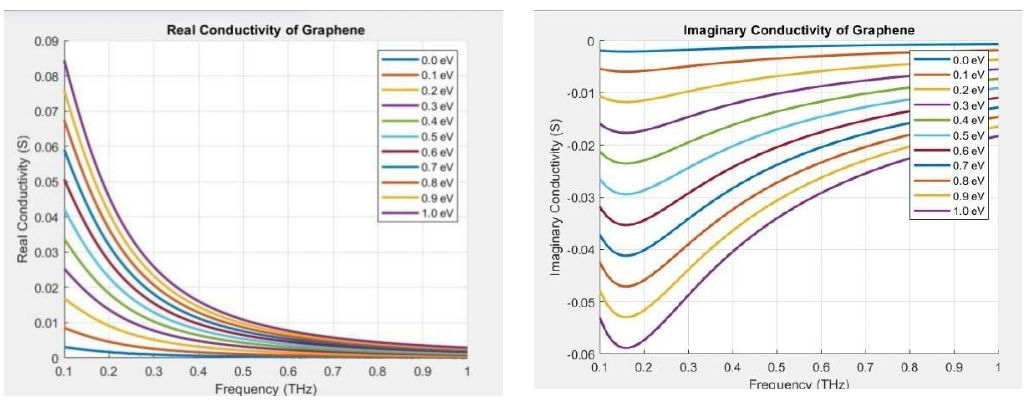 Real Conductivity of Graphene
0.09
0.08
0.07
0.06
0.05
0.04
0.03
0.02
0.01
0
Real Conductivity (S)
0.0 eV
0.1 eV
0.2 eV
0.3 eV
0.4 eV
0.5 eV
0.6 eV
0.7 eV
0.8 eV
0.9 eV
1.0 eV
0.1 0.2 0.3 0.4 0.5 0.6 0.7 0.8 0.9 1
Frequency (THz)
Imaginary Conductivity of Graphene
0
-0.01
-0.02
-0.03
-0.04
-0.05
-0.06
Imaginary Conductivity (S)
0.0 eV
0.1 eV
0.2 eV
0.3 eV
0.4 eV
0.5 eV
0.6 eV
0.7 eV
0.8 eV
0.9 eV
1.0 eV
0.1 0.2 0.3 0.4 0.5 0.6 0.7 0.8 0.9 1
Frequency (THz)